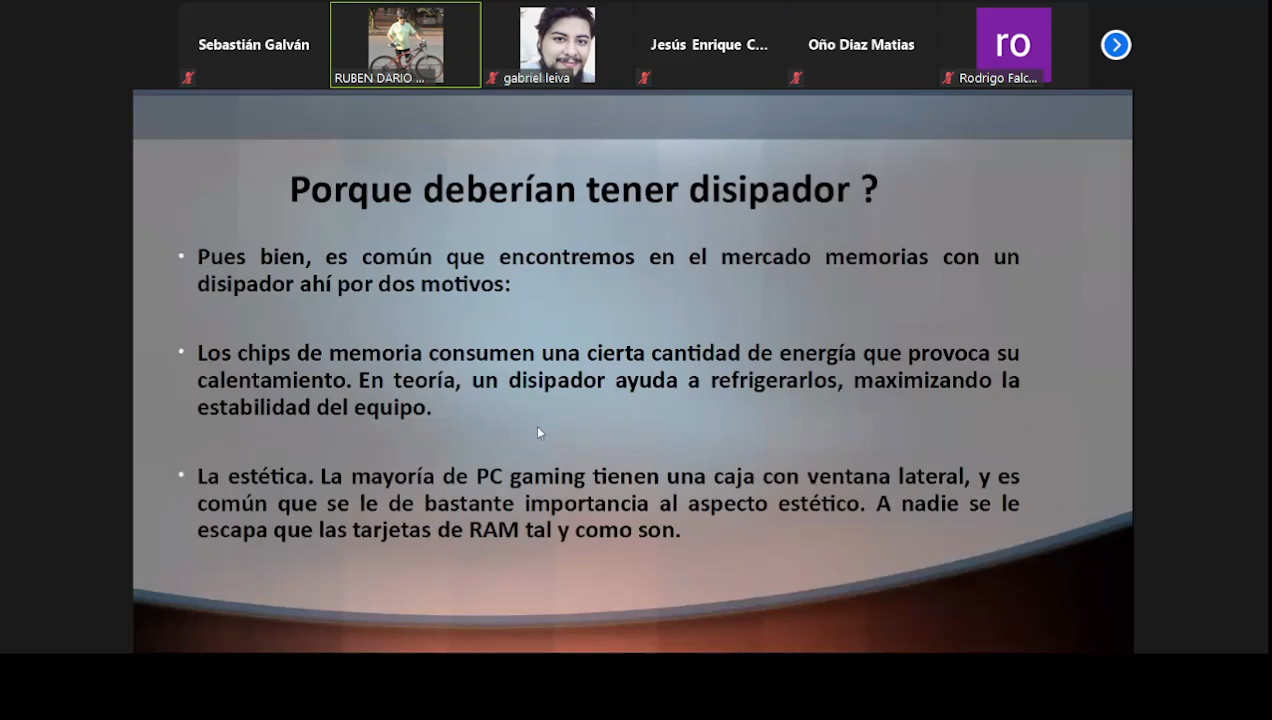 Sebastián Galván
RUBEN DARIO ...
gabriel leiva
Jesús Enrique C...
Oño Diaz Matias
ro
Rodrigo Falc...
Porque deberían tener disipador ?
• Pues bien, es común que encontremos en el mercado memorias con un
disipador ahí por dos motivos:
• Los chips de memoria consumen una cierta cantidad de energía que provoca su
calentamiento. En teoría, un disipador ayuda a refrigerarlos, maximizando la
estabilidad del equipo.
• La estética. La mayoría de PC gaming tienen una caja con ventana lateral, y es
común que se le de bastante importancia al aspecto estético. A nadie se le
escapa que las tarjetas de RAM tal y como son.